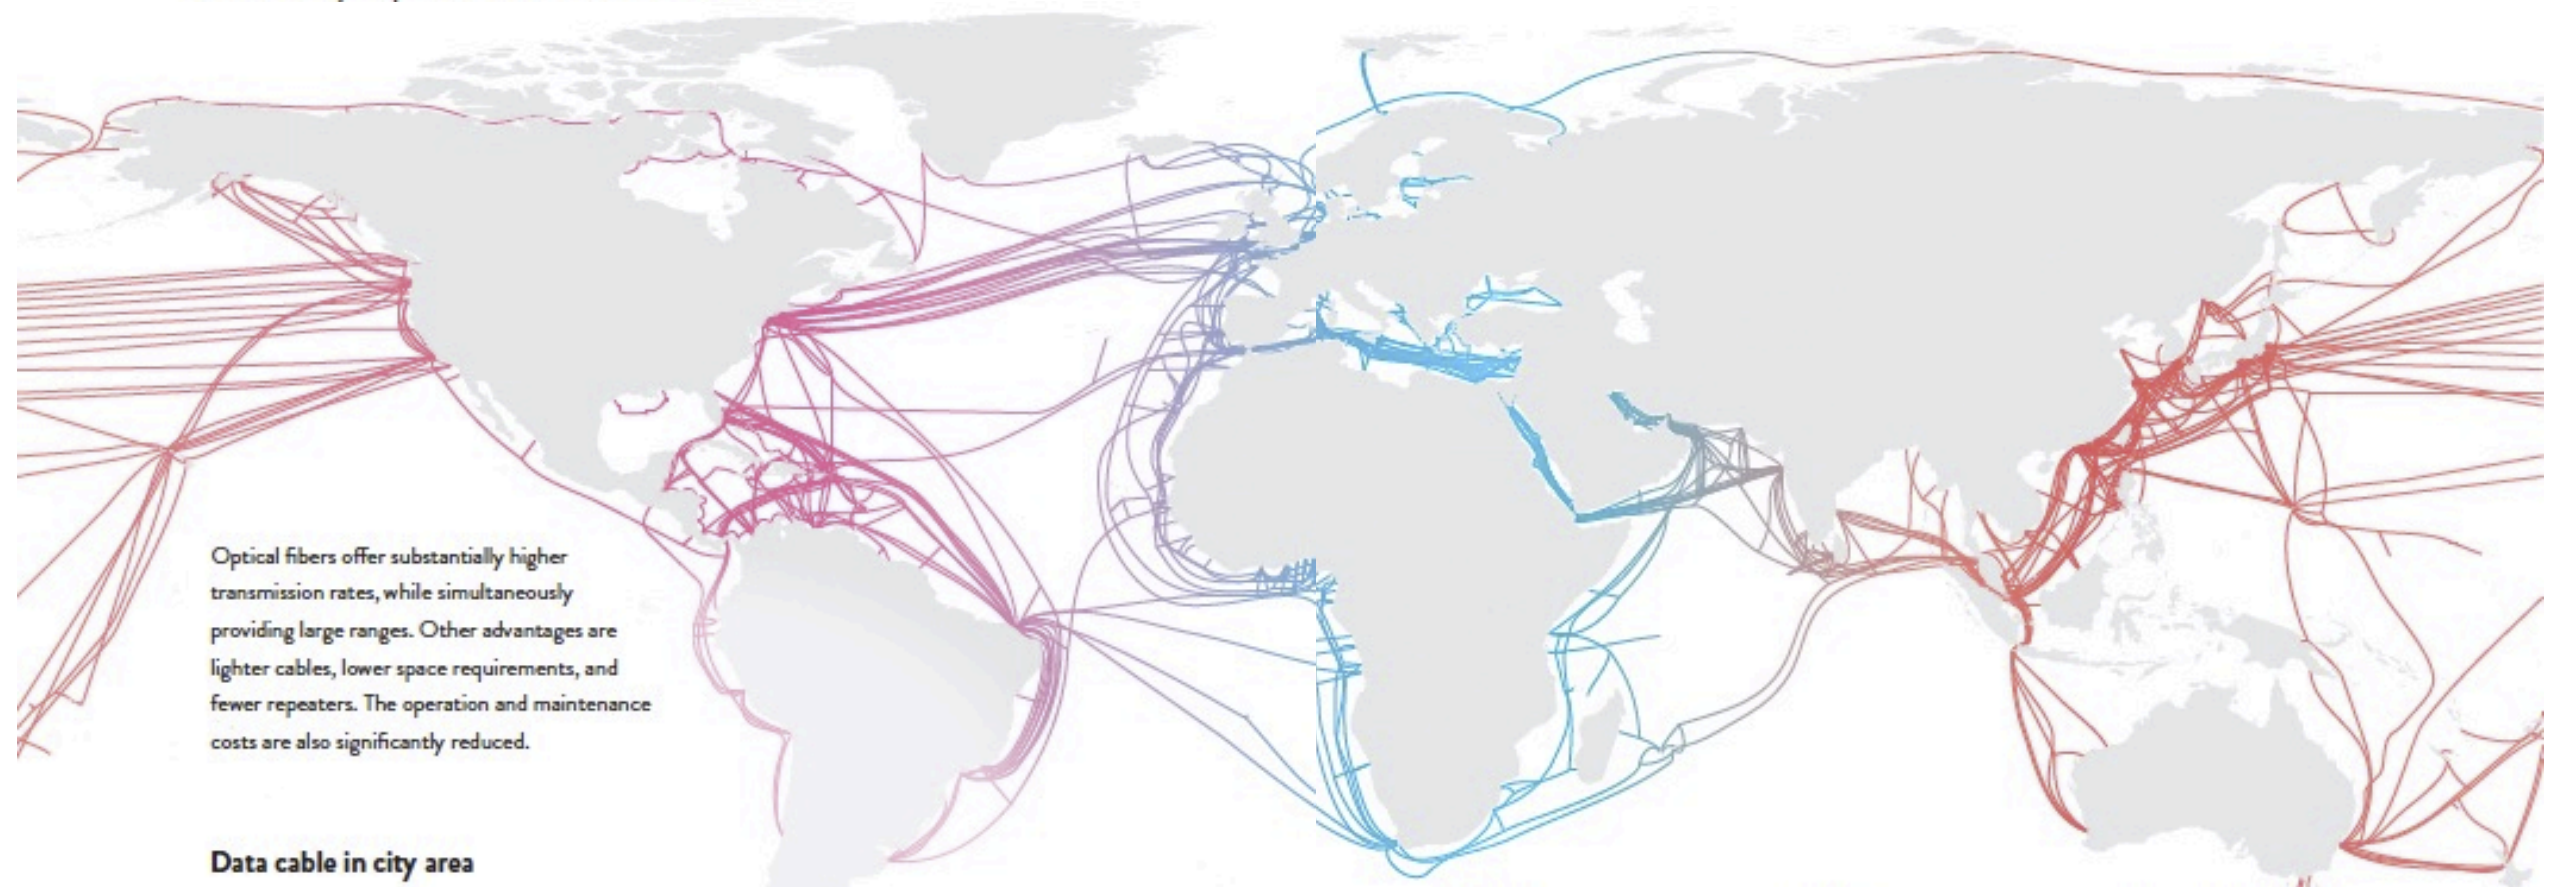 Optical fibers offer substantially higher
transmission rates, while simultaneously
providing large ranges. Other advantages are
lighter cables, lower space requirements, and
fewer repeaters. The operation and maintenance
costs are also significantly reduced.
Data cable in city area